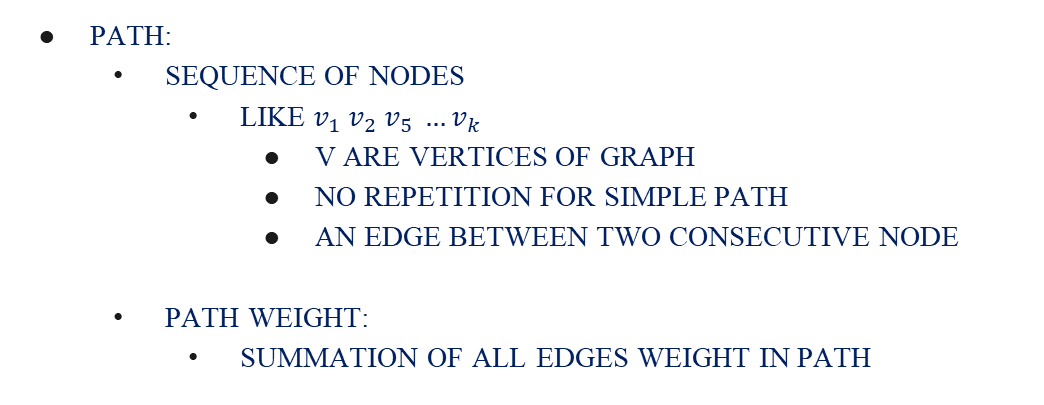 ● PATH:
• SEQUENCE OF NODES
• LIKE 𝑣₁ 𝑣₂ 𝑣₅ … 𝑣ₖ
● V ARE VERTICES OF GRAPH
● NO REPETITION FOR SIMPLE PATH
● AN EDGE BETWEEN TWO CONSECUTIVE NODE
• PATH WEIGHT:
• SUMMATION OF ALL EDGES WEIGHT IN PATH